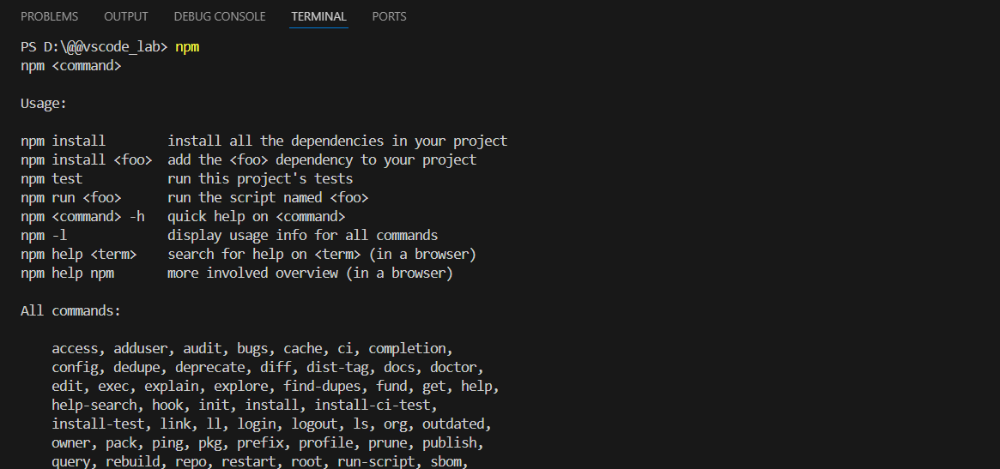 PROBLEMS OUTPUT DEBUG CONSOLE TERMINAL PORTS
PS D:\@@vscode_lab> npm
npm <command>
Usage:
npm install install all the dependencies in your project
npm install <foo> add the <foo> dependency to your project
npm test run this project's tests
npm run <foo> run the script named <foo>
npm <command> -h quick help on <command>
npm -l display usage info for all commands
npm help <term> search for help on <term> (in a browser)
npm help npm more involved overview (in a browser)
All commands:
access, adduser, audit, bugs, cache, ci, completion,
config, dedupe, deprecate, diff, dist-tag, docs, doctor,
edit, exec, explain, explore, find-dupes, fund, get, help,
help-search, hook, init, install, install-ci-test,
install-test, link, ll, login, logout, ls, org, outdated,
owner, pack, ping, pkg, prefix, profile, prune, publish,
query, rebuild, repo, restart, root, run-script, sbom,